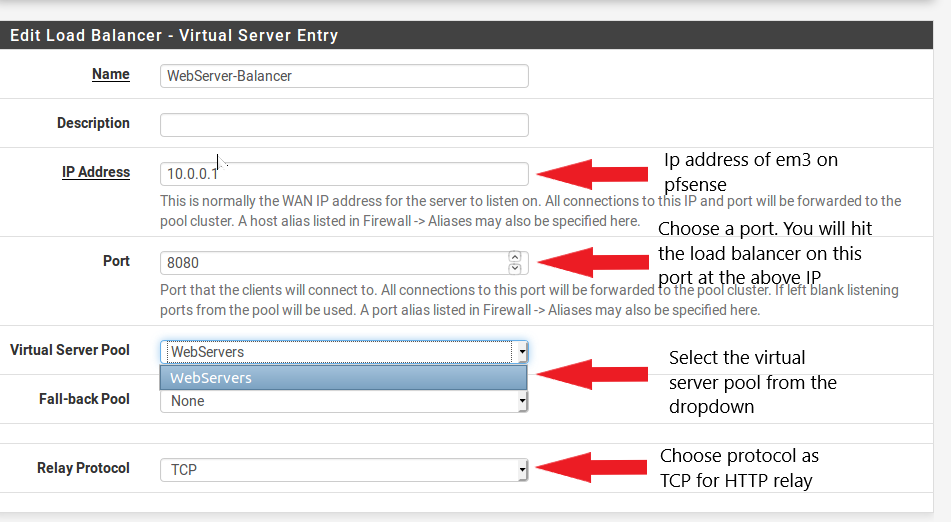 Edit Load Balancer - Virtual Server Entry
Name
WebServer-Balancer
Description
IP Address
10.0.0.1
Ip address of em3 on
pfsense
This is normally the WAN IP address for the server to listen on. All connections to this IP and port will be forwarded to the
pool cluster. A host alias listed in Firewall -> Aliases may also be specified here.
Choose a port. You will hit
the load balancer on this
port at the above IP
Port
8080
Port that the clients will connect to. All connections to this port will be forwarded to the pool cluster. If left blank listening
ports from the pool will be used. A port alias listed in Firewall -> Aliases may also be specified here.
Virtual Server Pool
WebServers
WebServers
Select the virtual
server pool from the
dropdown
Fall-back Pool
None
Relay Protocol
TCP
Choose protocol as
TCP for HTTP relay